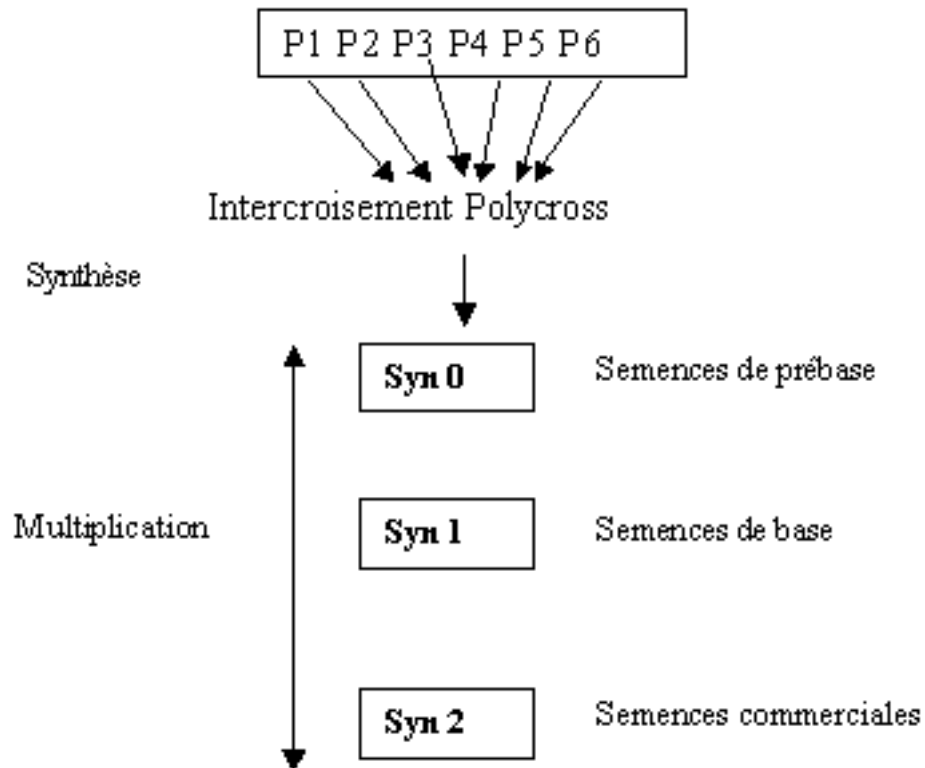 P1 P2 P3 P4 P5 P6
Intercroisement Polycross
Synthèse
Syn 0 Semences de prébase
Multiplication Syn 1 Semences de base
Syn 2 Semences commerciales